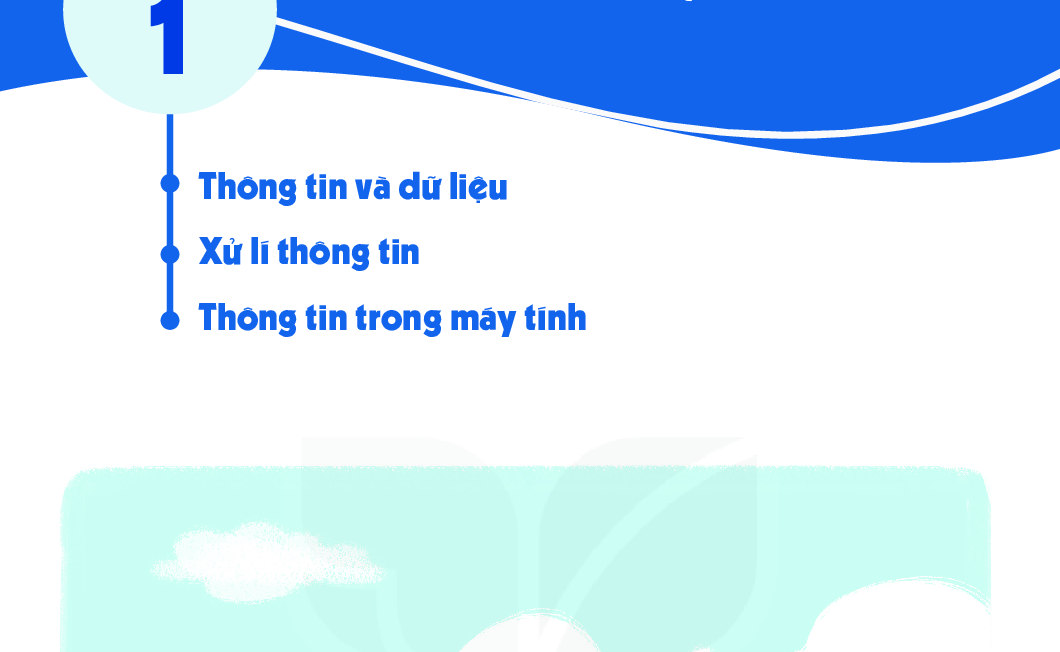 1
Thông tin và dữ liệu
Xử lí thông tin
Thông tin trong máy tính